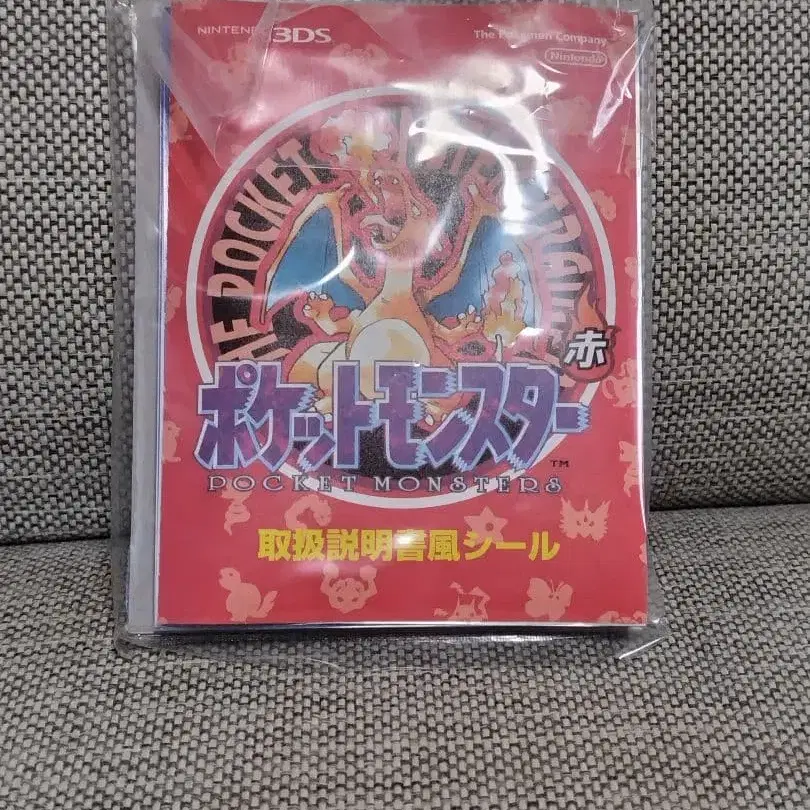 NINTENDO 3DS
The Pokémon Company
Nintendo
THE POCKET
赤
ポケットモンスター
TM
POCKET MONSTERS
取扱説明書風シール